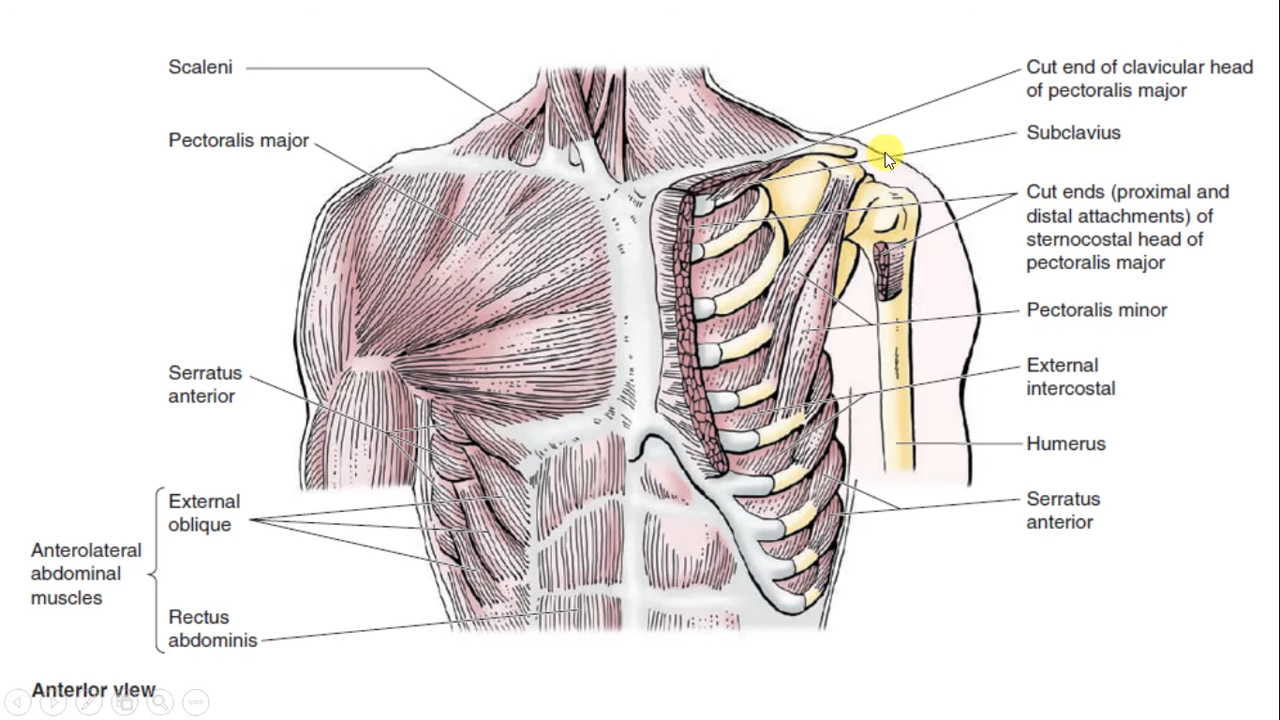 Scaleni
Pectoralis major
Serratus
anterior
External
oblique
Anterolateral
abdominal
muscles
Rectus
abdominis
Anterior view
Cut end of clavicular head
of pectoralis major
Subclavius
Cut ends (proximal and
distal attachments) of
sternocostal head of
pectoralis major
Pectoralis minor
External
intercostal
Humerus
Serratus
anterior